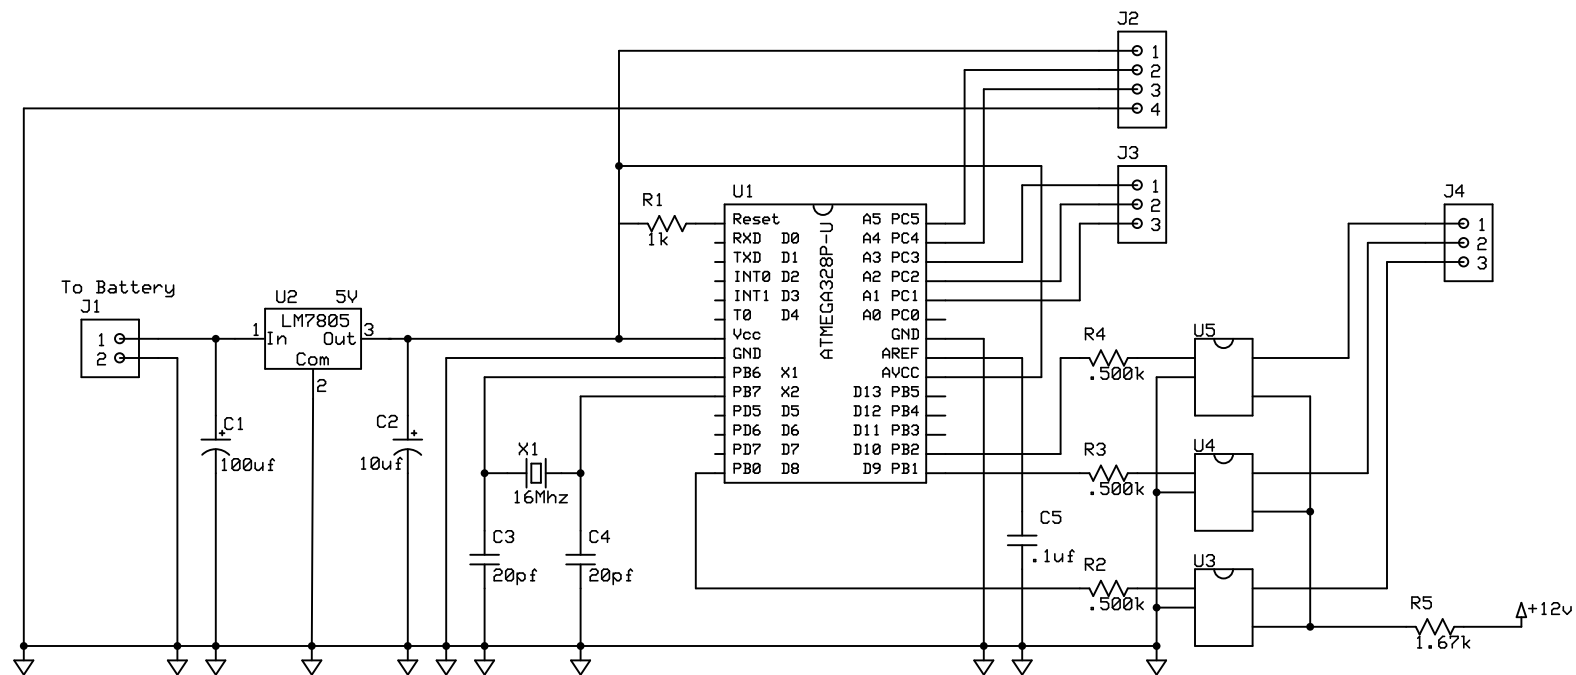 J2
1
2
3
4
J3
1
2
3
J4
1
2
3
U1
R1
1k
Reset
A5 PC5
RXD D0
A4 PC4
TXD D1
A3 PC3
INT0 D2
A2 PC2
INT1 D3
A1 PC1
T0 D4
A0 PC0
Vcc
GND
GND
AREF
PB6 X1
AVCC
PB7 X2
D13 PB5
PD5 D5
D12 PB4
PD6 D6
D11 PB3
PD7 D7
D10 PB2
PB0 D8
D9 PB1
ATMEGA328P-U
To Battery
J1
1
2
U2 5V
LM7805
1 In Out 3
Com
2
C1
+
100uf
C2
+
10uf
X1
16Mhz
C3
20pf
C4
20pf
C5
.1uf
R4
.500k
U5
R3
.500k
U4
R2
.500k
U3
R5
1.67k
+12v